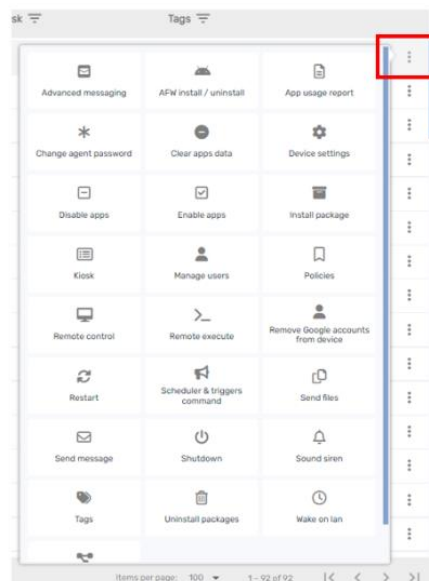 sk Tags
Advanced messaging AFW install / uninstall App usage report
Change agent password Clear apps data Device settings
Disable apps Enable apps Install package
Kiosk Manage users Policies
Remote control Remote execute Remove Google accounts
from device
Restart Scheduler & triggers
command Send files
Send message Shutdown Sound siren
Tags Uninstall packages Wake on lan
Items per page: 100 1 - 92 of 92